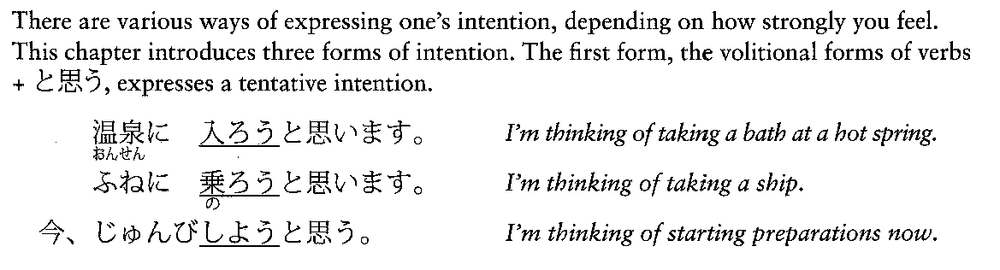 There are various ways of expressing one's intention, depending on how strongly you feel.
This chapter introduces three forms of intention. The first form, the volitional forms of verbs
+ と思う, expresses a tentative intention.
温泉に 入ろうと思います。 I'm thinking of taking a bath at a hot spring.
おんせん
ふねに 乗ろうと思います。 I'm thinking of taking a ship.
の
今、じゅんびしようと思う。 I'm thinking of starting preparations now.